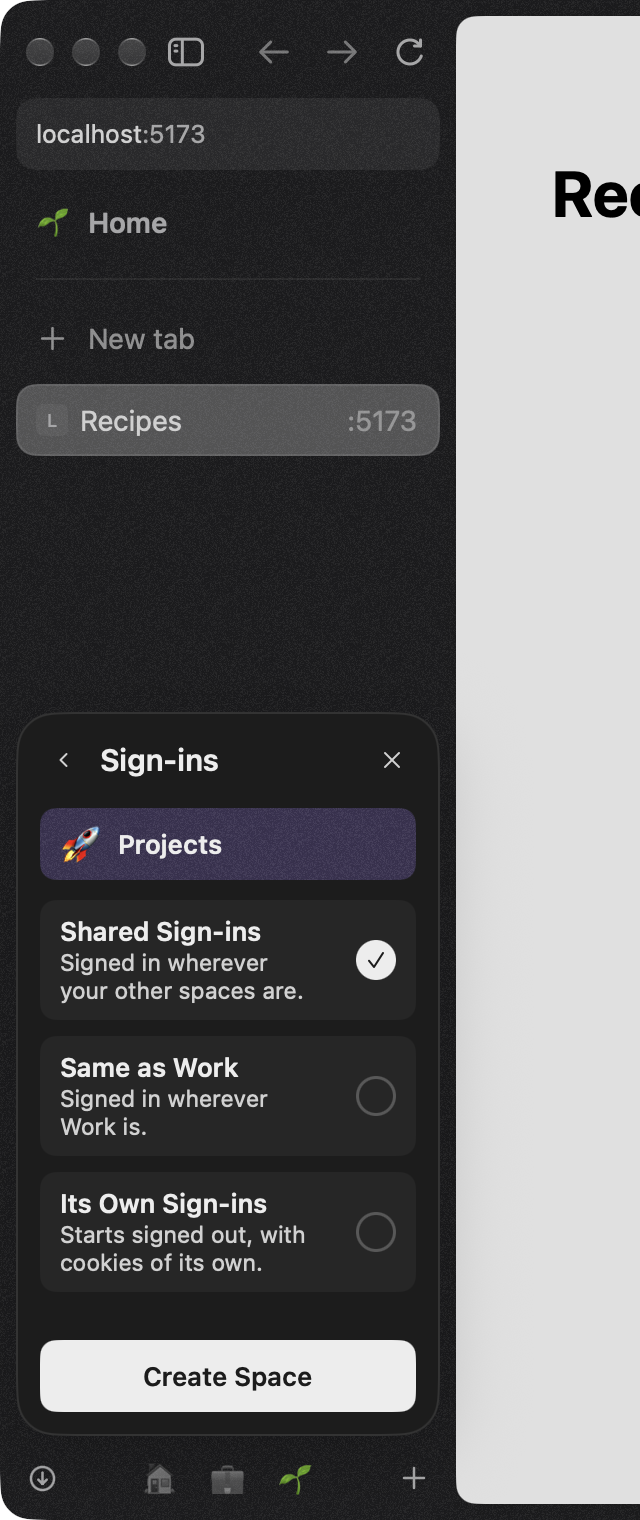 localhost:5173
Home
New tab
L Recipes :5173
Rec
Sign-ins
Projects
Shared Sign-ins
Signed in wherever
your other spaces are.
Same as Work
Signed in wherever
Work is.
Its Own Sign-ins
Starts signed out, with
cookies of its own.
Create Space